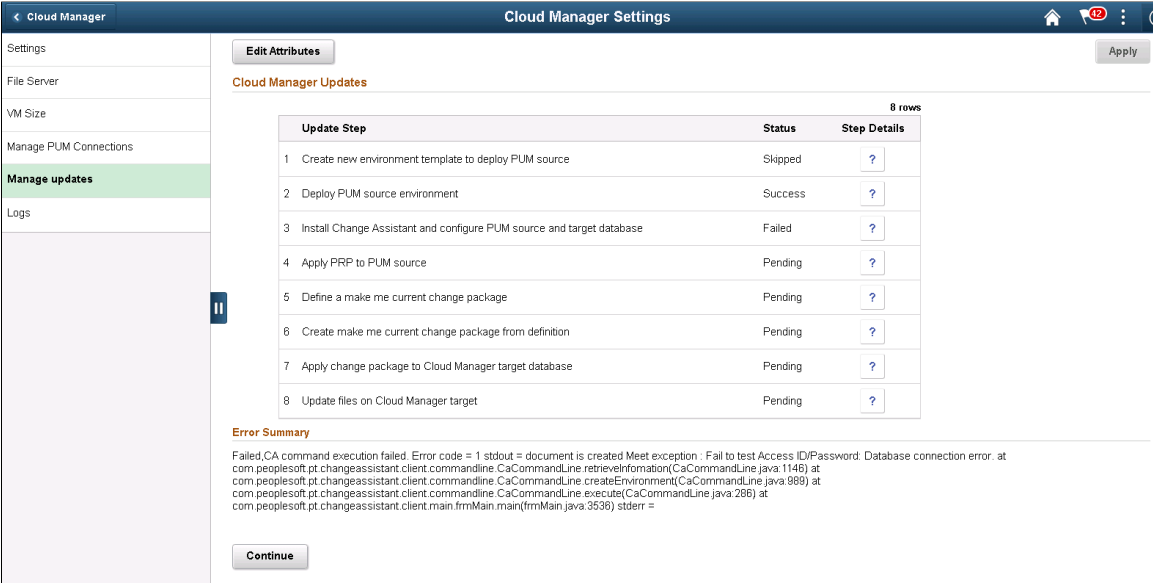 Cloud Manager
Cloud Manager Settings
42
Settings
File Server
VM Size
Manage PUM Connections
Manage updates
Logs
Edit Attributes
Apply
Cloud Manager Updates
8 rows
Update Step Status Step Details
1 Create new environment template to deploy PUM source Skipped ?
2 Deploy PUM source environment Success ?
3 Install Change Assistant and configure PUM source and target database Failed ?
4 Apply PRP to PUM source Pending ?
5 Define a make me current change package Pending ?
6 Create make me current change package from definition Pending ?
7 Apply change package to Cloud Manager target database Pending ?
8 Update files on Cloud Manager target Pending ?
Error Summary
Failed,CA command execution failed. Error code = 1 stdout = document is created Meet exception : Fail to test Access ID/Password: Database connection error. at
com.peoplesoft.pt.changeassistant.client.commandline.CaCommandLine.retrieveInfomation(CaCommandLine.java:1146) at
com.peoplesoft.pt.changeassistant.client.commandline.CaCommandLine.createEnvironment(CaCommandLine.java:989) at
com.peoplesoft.pt.changeassistant.client.commandline.CaCommandLine.execute(CaCommandLine.java:286) at
com.peoplesoft.pt.changeassistant.client.main.frmMain.main(frmMain.java:3536) stderr =
Continue